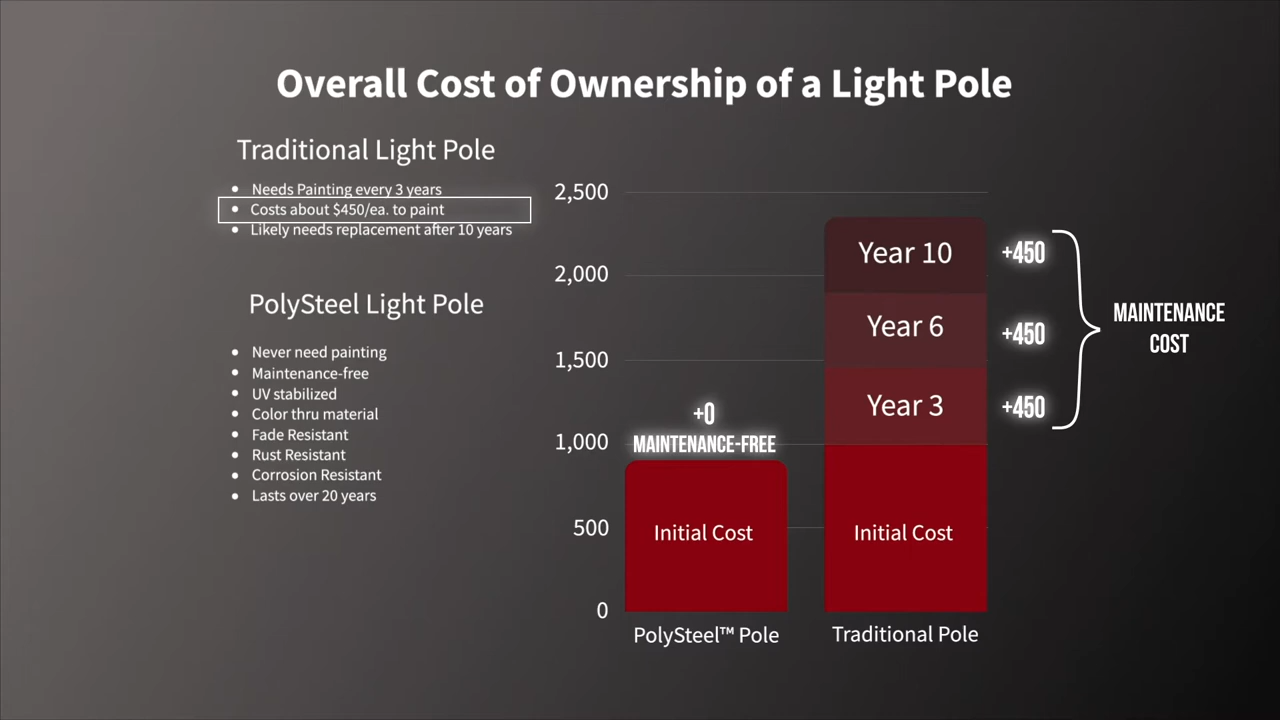 Overall Cost of Ownership of a Light Pole
Traditional Light Pole
Needs Painting every 3 years
Costs about $450/ea. to paint
Likely needs replacement after 10 years
PolySteel Light Pole
Never need painting
Maintenance-free
UV stabilized
Color thru material
Fade Resistant
Rust Resistant
Corrosion Resistant
Lasts over 20 years
2,500
2,000
1,500
1,000
500
0
+0
MAINTENANCE-FREE
Initial Cost
PolySteel™ Pole
Year 10
Year 6
Year 3
Initial Cost
Traditional Pole
+450
+450
+450
MAINTENANCE
COST